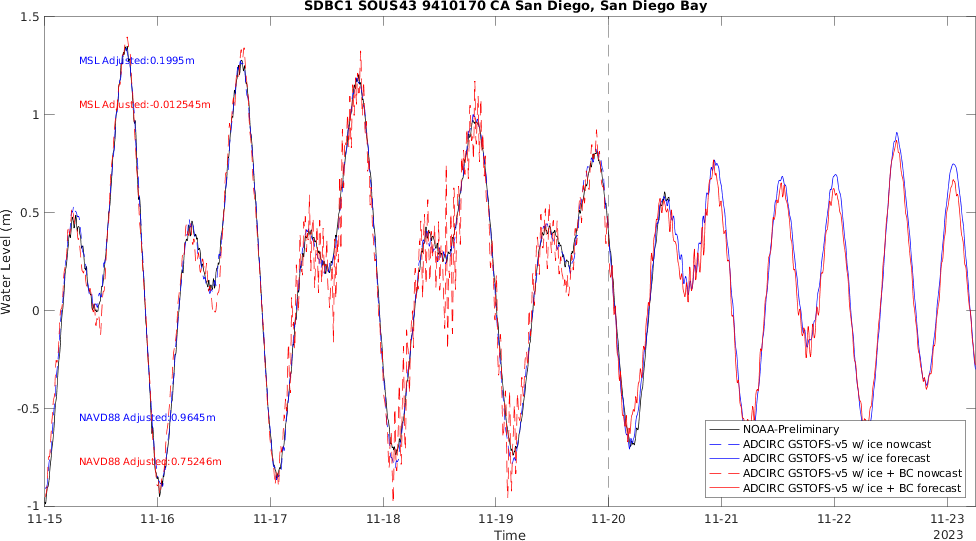 SDBC1 SOUS43 9410170 CA San Diego, San Diego Bay
1.5
1
0.5
0
-0.5
-1
Water Level (m)
MSL Adjusted:0.1995m
MSL Adjusted:-0.012545m
NAVD88 Adjusted:0.9645m
NAVD88 Adjusted:0.75246m
NOAA-Preliminary
ADCIRC GSTOFS-v5 w/ ice nowcast
ADCIRC GSTOFS-v5 w/ ice forecast
ADCIRC GSTOFS-v5 w/ ice + BC nowcast
ADCIRC GSTOFS-v5 w/ ice + BC forecast
11-15 11-16 11-17 11-18 11-19 11-20 11-21 11-22 11-23
Time
2023